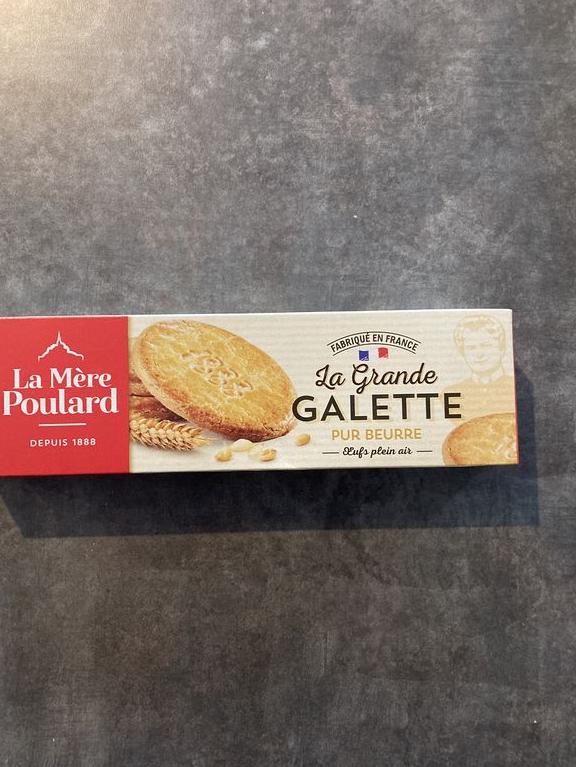 La Mère
Poulard
DEPUIS 1888
1888
FABRIQUÉ EN FRANCE
La Grande
GALETTE
PUR BEURRE
Œufs plein air